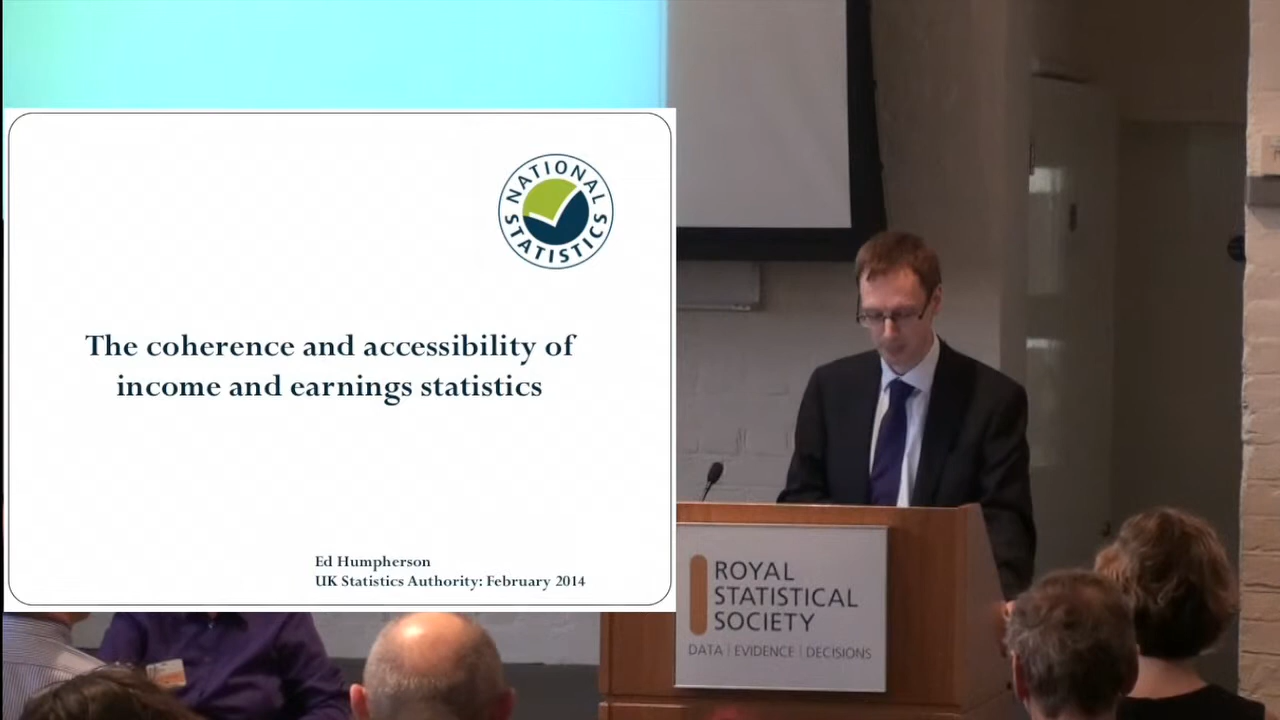 NATIONAL
STATISTICS
The coherence and accessibility of
income and earnings statistics
Ed Humpherson
UK Statistics Authority: February 2014
ROYAL
STATISTICAL
SOCIETY
DATA | EVIDENCE | DECISIONS